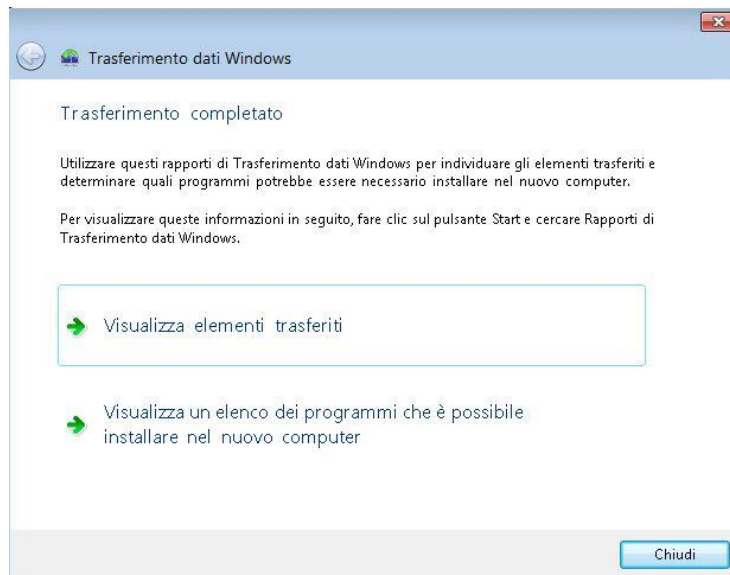 Trasferimento dati Windows
Trasferimento completato
Utilizzare questi rapporti di Trasferimento dati Windows per individuare gli elementi trasferiti e
determinare quali programmi potrebbe essere necessario installare nel nuovo computer.
Per visualizzare queste informazioni in seguito, fare clic sul pulsante Start e cercare Rapporti di
Trasferimento dati Windows.
Visualizza elementi trasferiti
Visualizza un elenco dei programmi che è possibile
installare nel nuovo computer
Chiudi